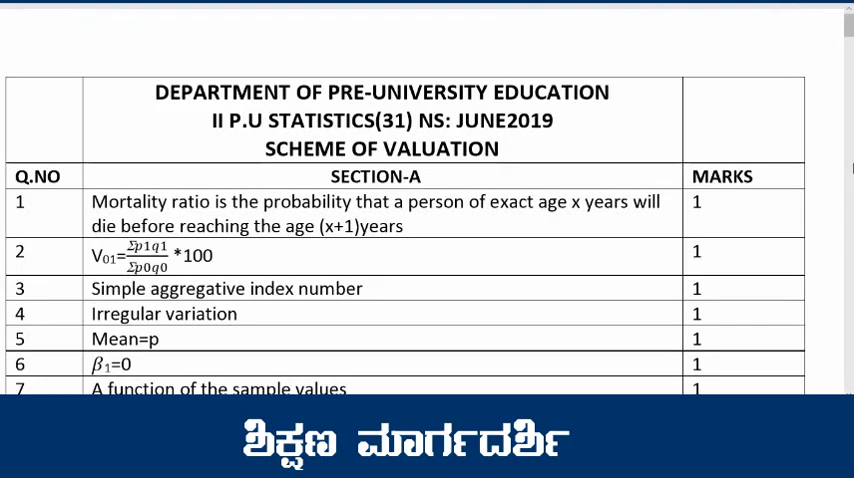 DEPARTMENT OF PRE-UNIVERSITY EDUCATION
II P.U STATISTICS(31) NS: JUNE2019
SCHEME OF VALUATION
Q.NO SECTION-A MARKS
1 Mortality ratio is the probability that a person of exact age x years will 1
die before reaching the age (x+1)years
2 V₀₁=Σp1q1/Σp0q0 *100 1
3 Simple aggregative index number 1
4 Irregular variation 1
5 Mean=p 1
6 β₁=0 1
7 A function of the sample values 1
ಶಿಕ್ಷಣ ಮಾರ್ಗದರ್ಶಿ